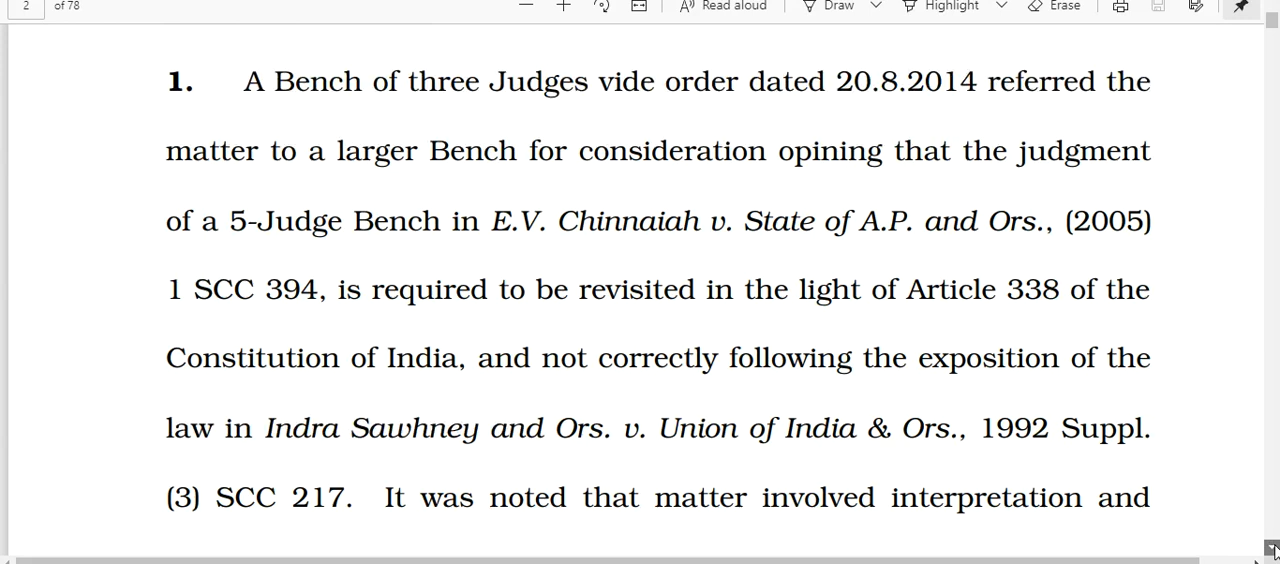 2 of 78 Read aloud Draw Highlight Erase
1. A Bench of three Judges vide order dated 20.8.2014 referred the
matter to a larger Bench for consideration opining that the judgment
of a 5-Judge Bench in E.V. Chinnaiah v. State of A.P. and Ors., (2005)
1 SCC 394, is required to be revisited in the light of Article 338 of the
Constitution of India, and not correctly following the exposition of the
law in Indra Sawhney and Ors. v. Union of India & Ors., 1992 Suppl.
(3) SCC 217. It was noted that matter involved interpretation and